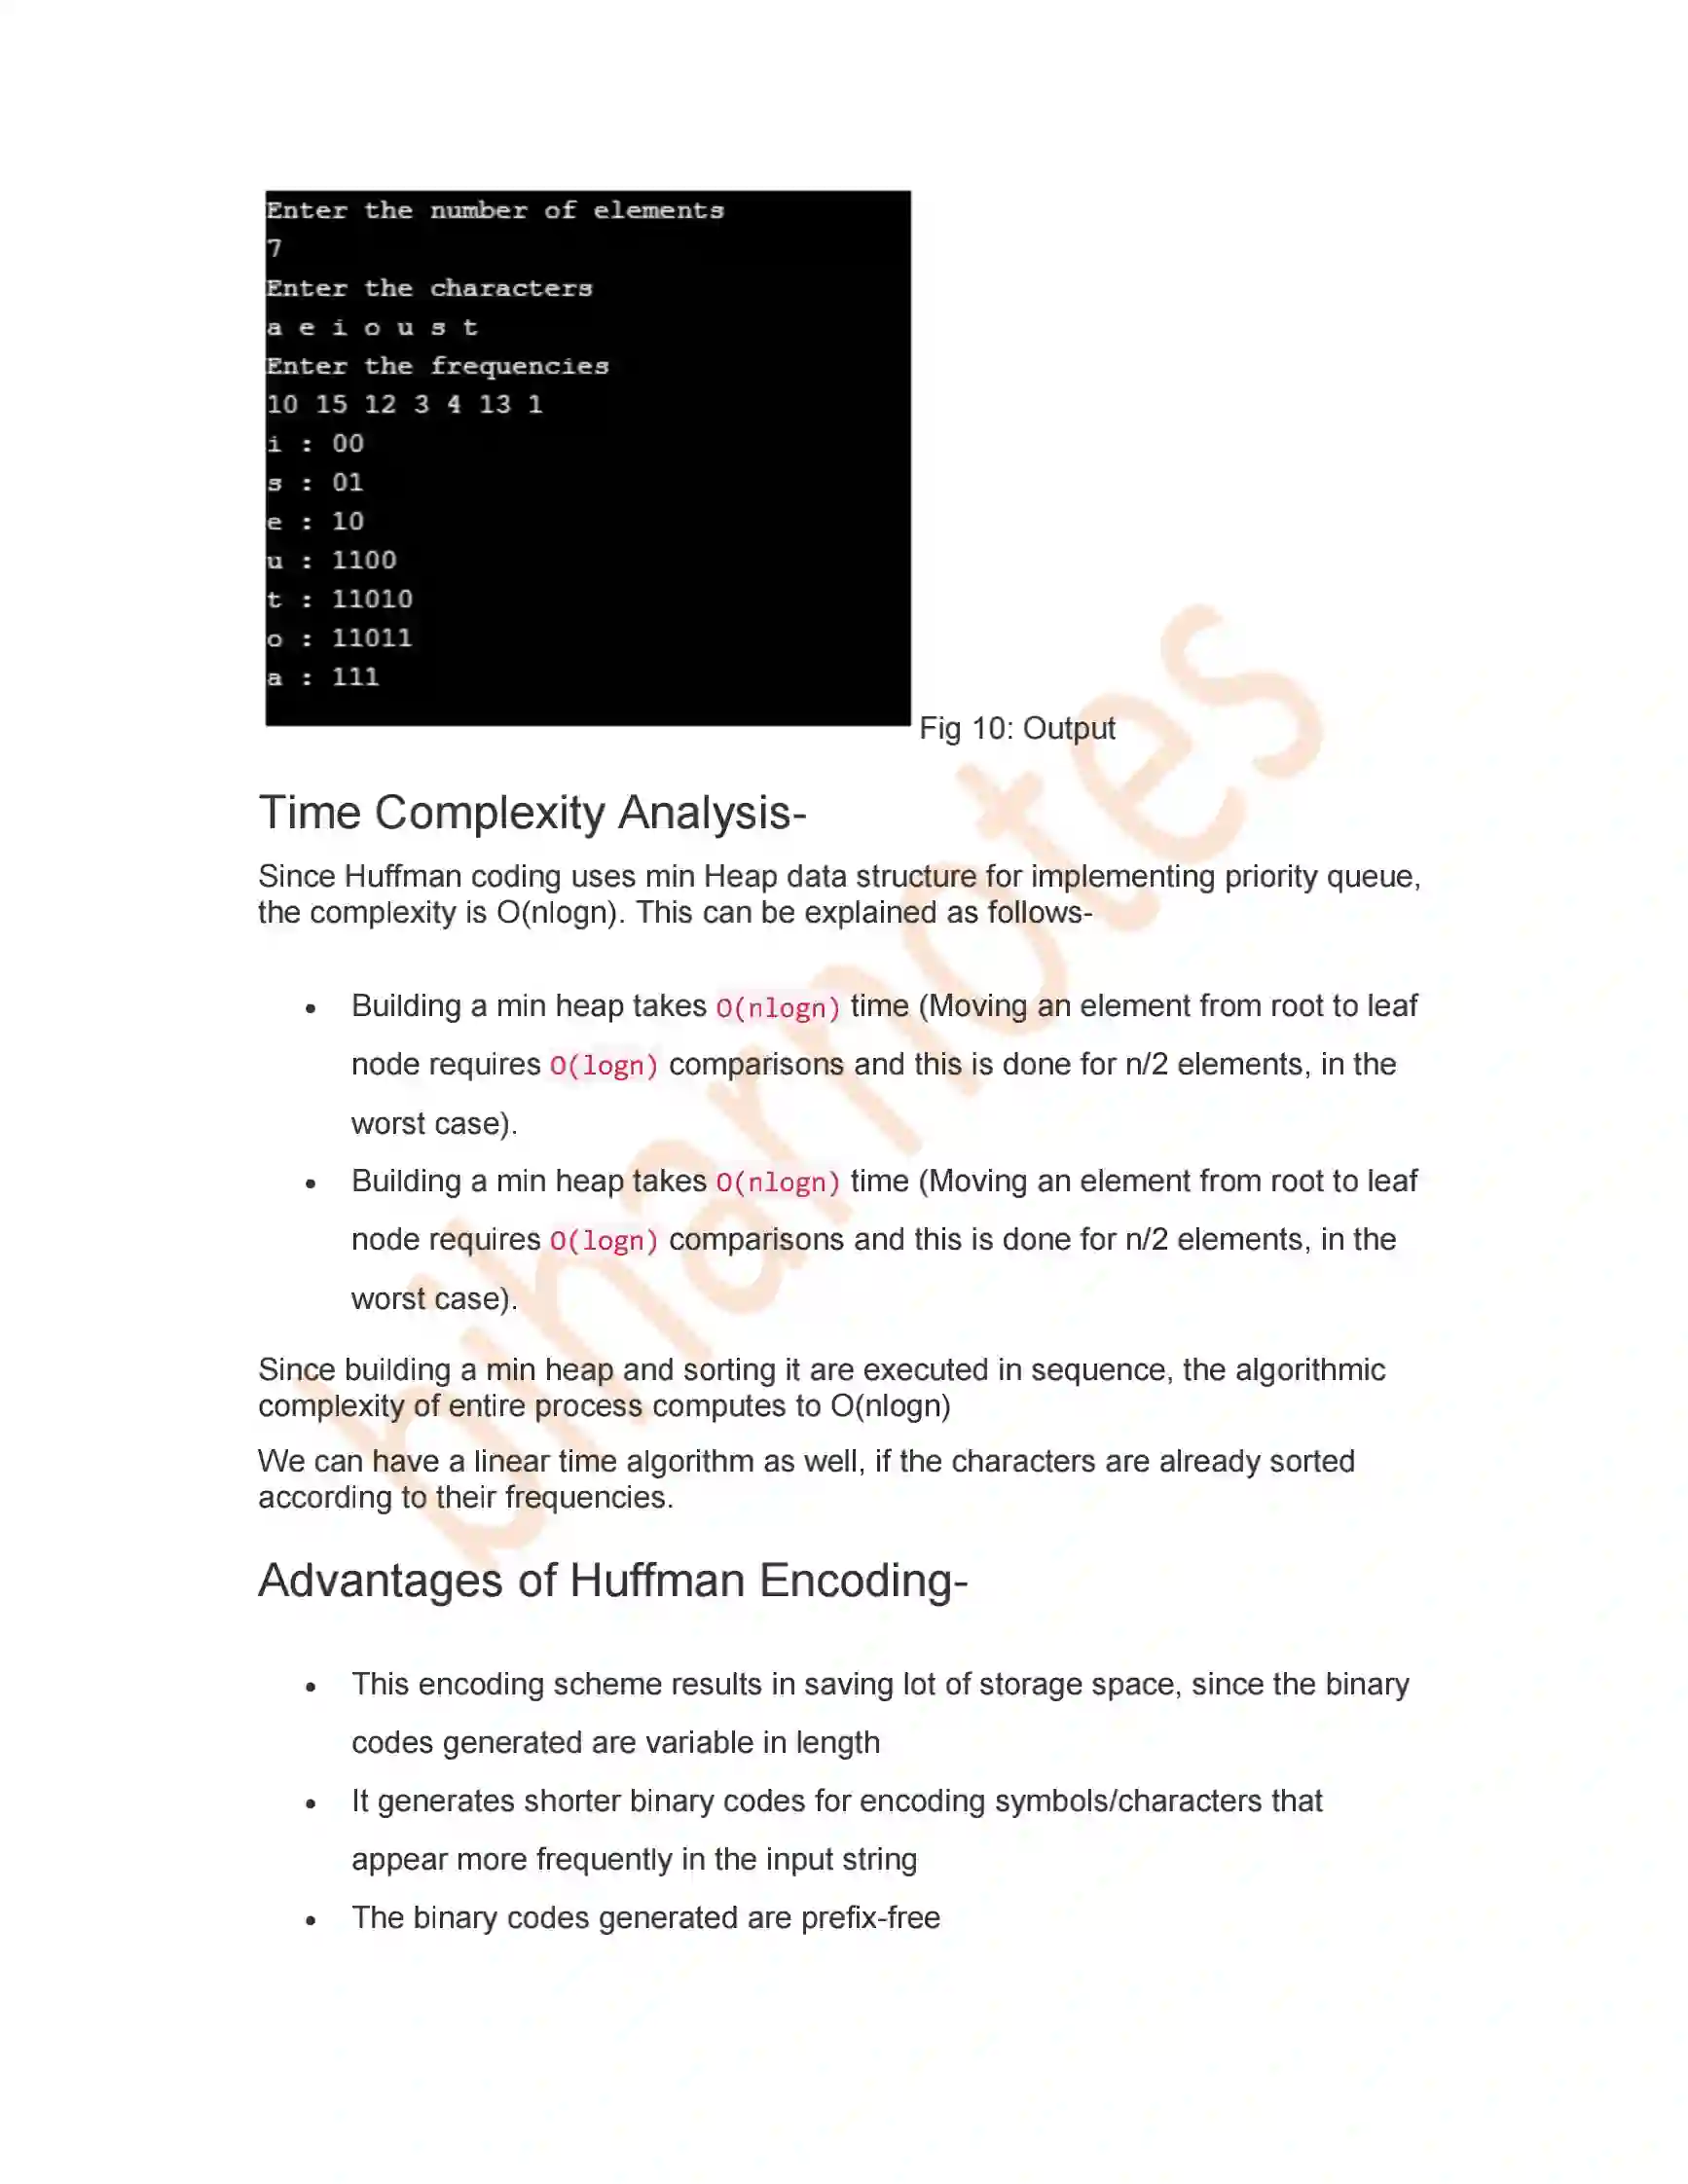 Enter the number of elements
7
Enter the characters
a e i o u s t
Enter the frequencies
10 15 12 3 4 13 1
i : 00
s : 01
e : 10
u : 1100
t : 11010
o : 11011
a : 111
Fig 10: Output
Time Complexity Analysis-
Since Huffman coding uses min Heap data structure for implementing priority queue,
the complexity is O(nlogn). This can be explained as follows-
• Building a min heap takes O(nlogn) time (Moving an element from root to leaf
node requires O(logn) comparisons and this is done for n/2 elements, in the
worst case).
• Building a min heap takes O(nlogn) time (Moving an element from root to leaf
node requires O(logn) comparisons and this is done for n/2 elements, in the
worst case).
Since building a min heap and sorting it are executed in sequence, the algorithmic
complexity of entire process computes to O(nlogn)
We can have a linear time algorithm as well, if the characters are already sorted
according to their frequencies.
Advantages of Huffman Encoding-
• This encoding scheme results in saving lot of storage space, since the binary
codes generated are variable in length
• It generates shorter binary codes for encoding symbols/characters that
appear more frequently in the input string
• The binary codes generated are prefix-free
biharnotes